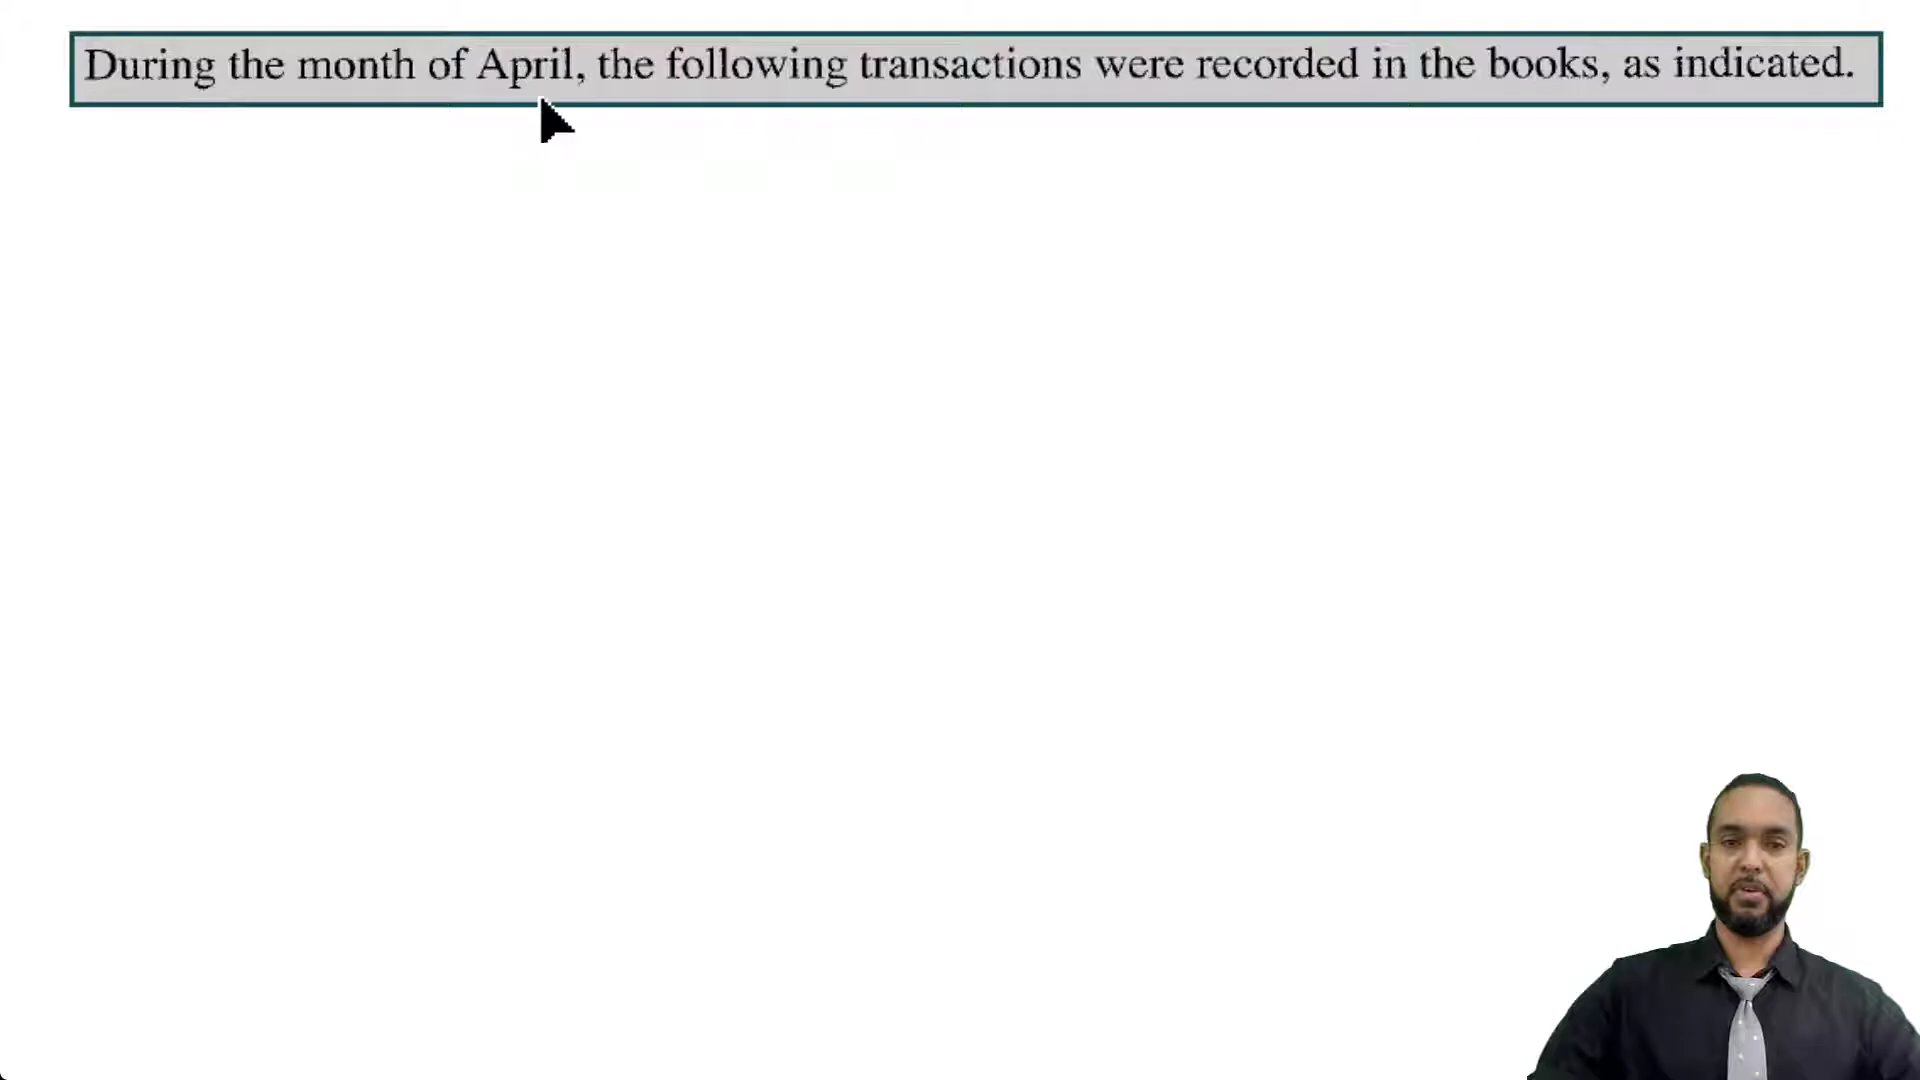 During the month of April, the following transactions were recorded in the books, as indicated.